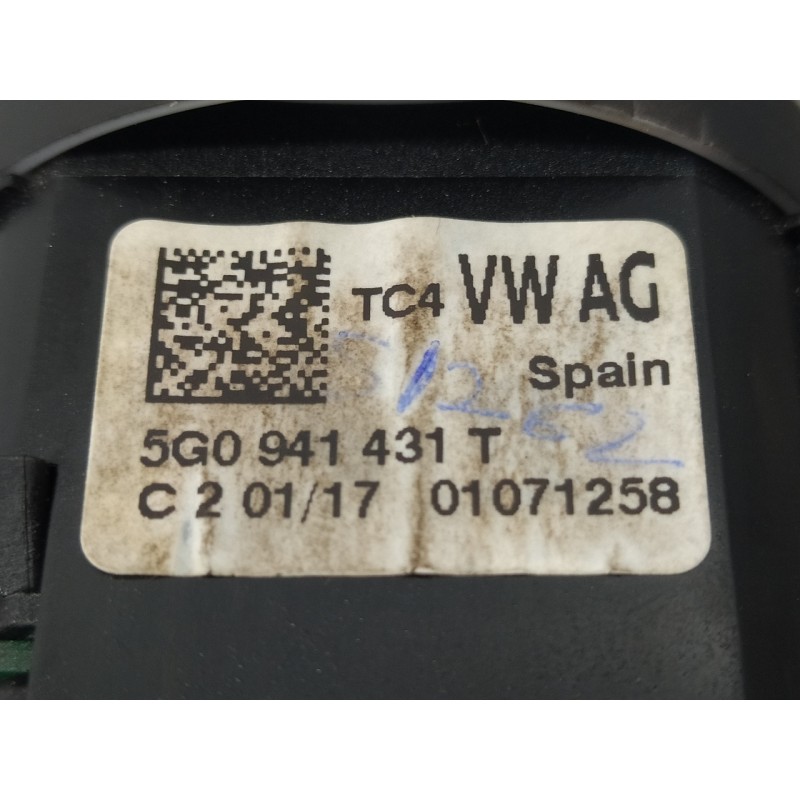 TC4 VW AG
Spain
5G0 941 431 T
C 2 01/17 01071258